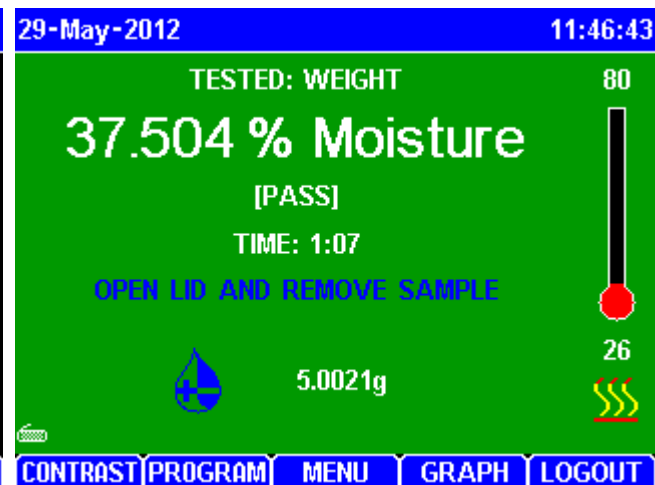 29-May-2012 11:46:43
TESTED: WEIGHT 80
37.504 % Moisture
[PASS]
TIME: 1:07
OPEN LID AND REMOVE SAMPLE
26
5.0021g
CONTRAST PROGRAM MENU GRAPH LOGOUT